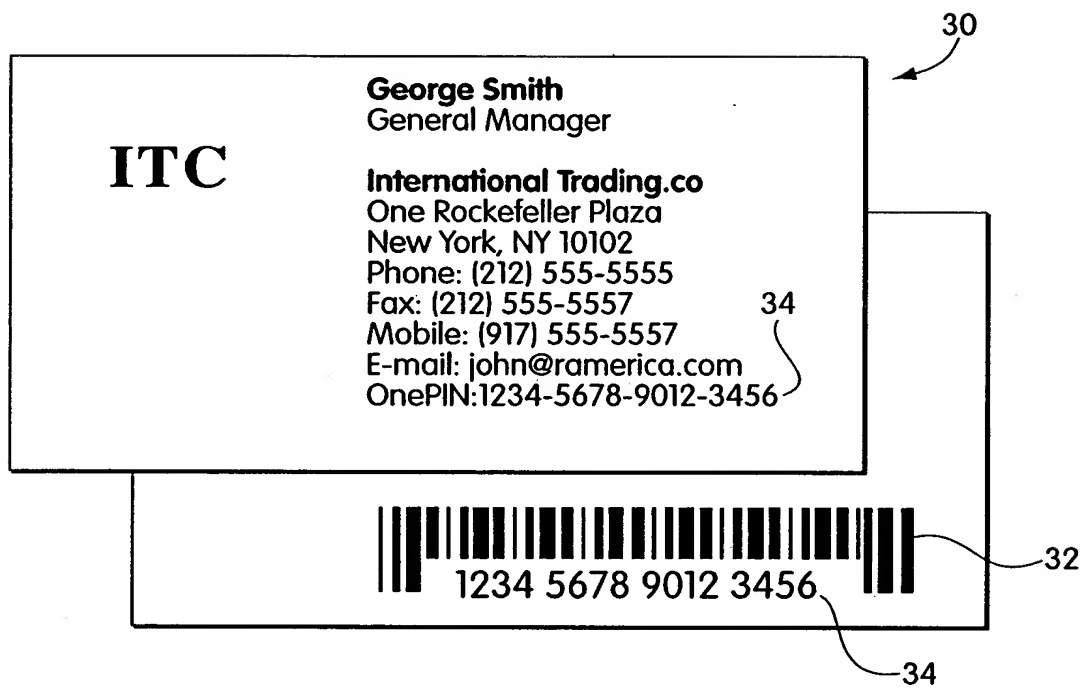 30
George Smith
General Manager
ITC
International Trading.co
One Rockefeller Plaza
New York, NY 10102
Phone: (212) 555-5555
Fax: (212) 555-5557
34
Mobile: (917) 555-5557
E-mail: john@ramerica.com
OnePIN:1234-5678-9012-3456
32
1234 5678 9012 3456
34